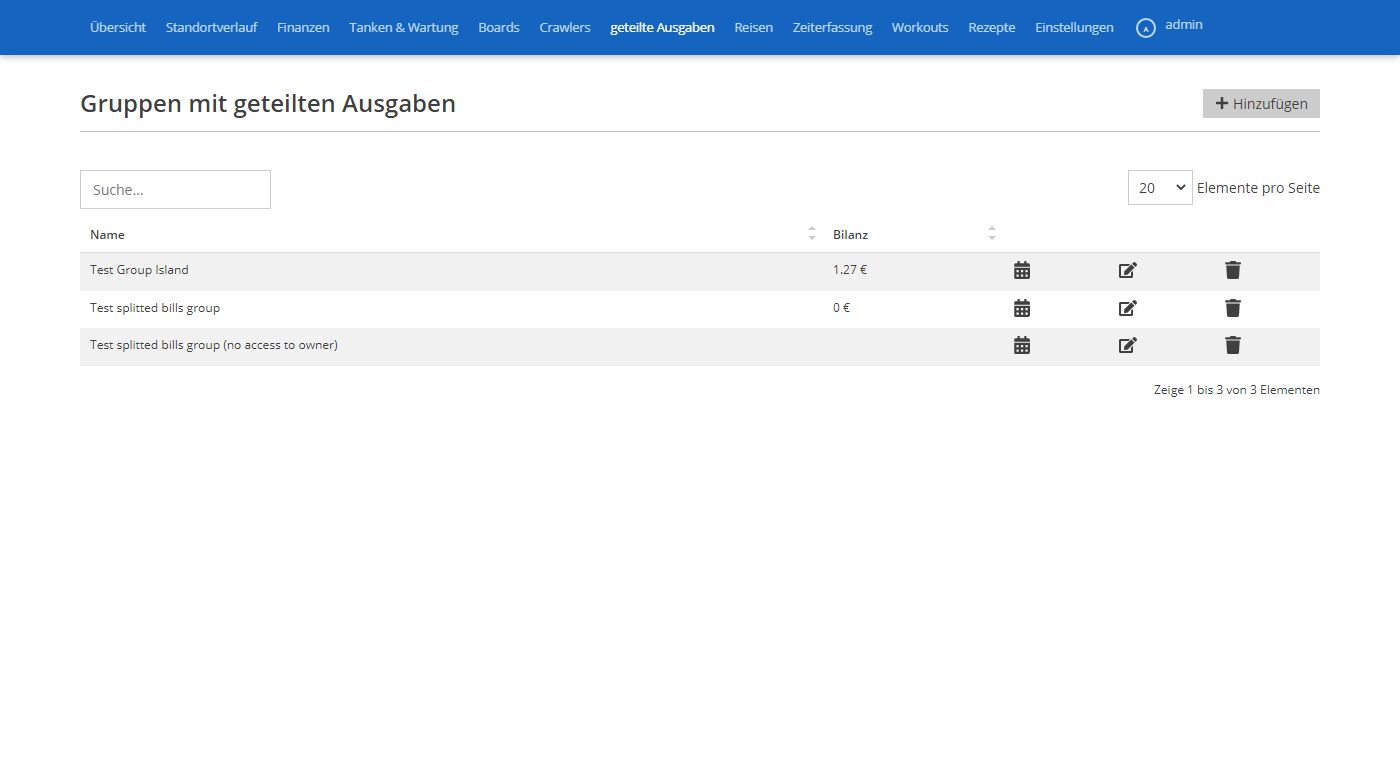 Übersicht Standortverlauf Finanzen Tanken & Wartung Boards Crawlers geteilte Ausgaben Reisen Zeiterfassung Workouts Rezepte Einstellungen A admin
Gruppen mit geteilten Ausgaben Hinzufügen
Suche... 20 Elemente pro Seite
Name Bilanz
Test Group Island 1.27 €
Test splitted bills group 0 €
Test splitted bills group (no access to owner)
Zeige 1 bis 3 von 3 Elementen